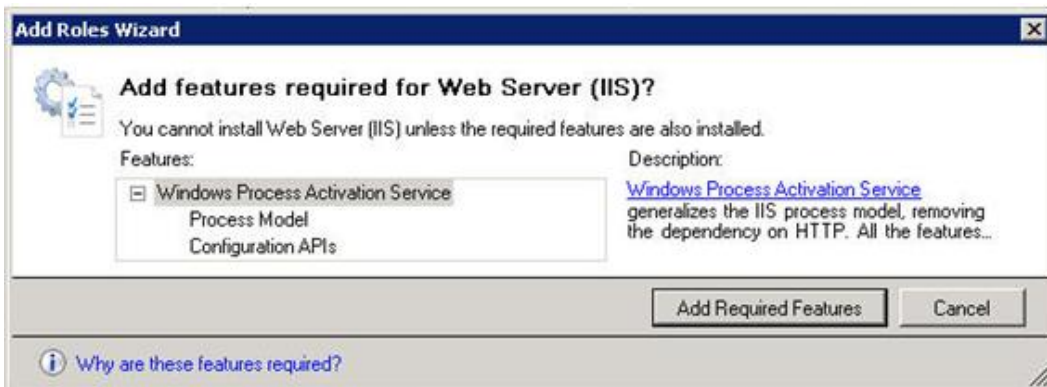 Add Roles Wizard
Add features required for Web Server (IIS)?
You cannot install Web Server (IIS) unless the required features are also installed.
Features:
Windows Process Activation Service
Process Model
Configuration APIs
Description:
Windows Process Activation Service
generalizes the IIS process model, removing
the dependency on HTTP. All the features...
Add Required Features
Cancel
Why are these features required?